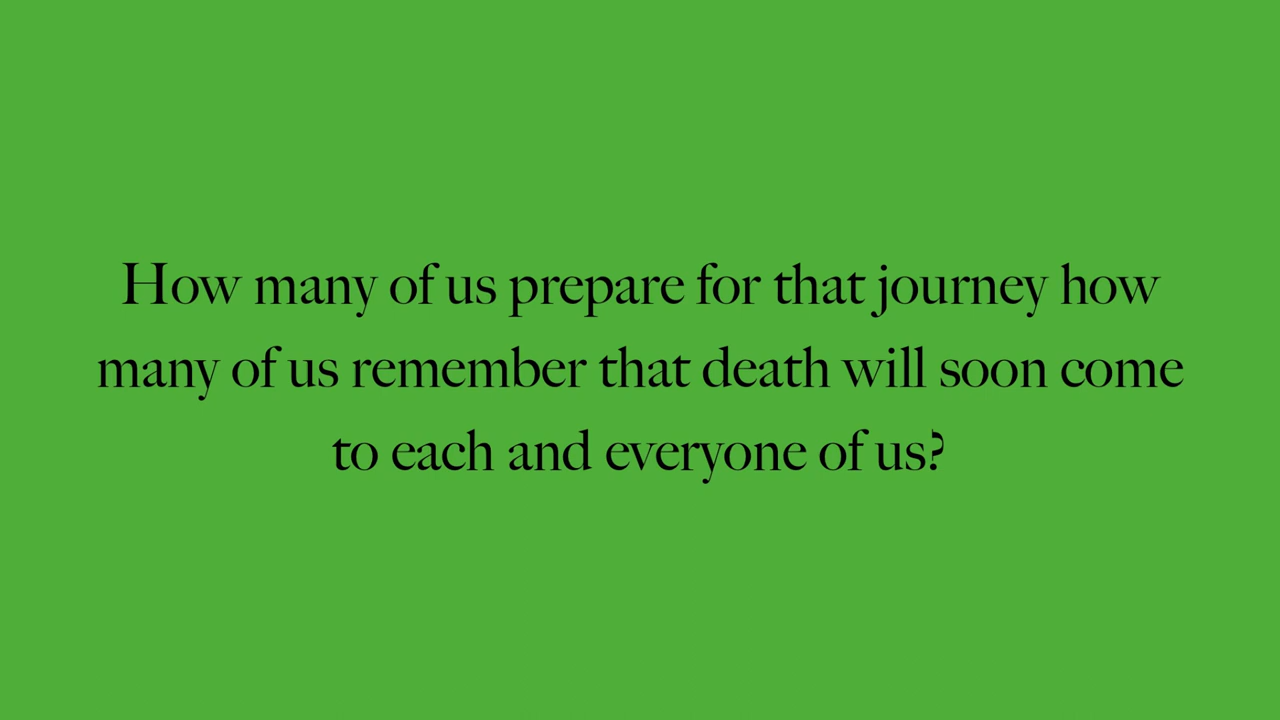 How many of us prepare for that journey how
many of us remember that death will soon come
to each and everyone of us?